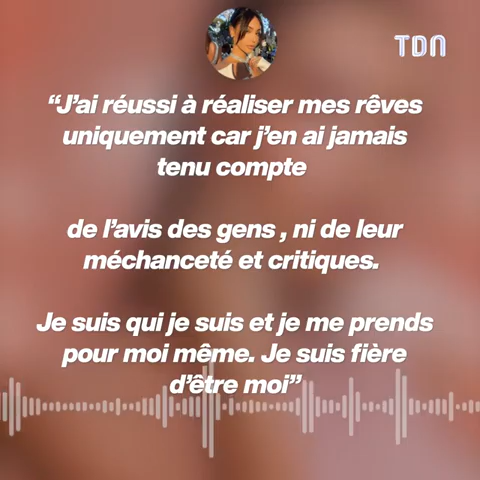 TDN
“J’ai réussi à réaliser mes rêves
uniquement car j’en ai jamais
tenu compte
de l’avis des gens , ni de leur
méchanceté et critiques.
Je suis qui je suis et je me prends
pour moi même. Je suis fière
d’être moi”